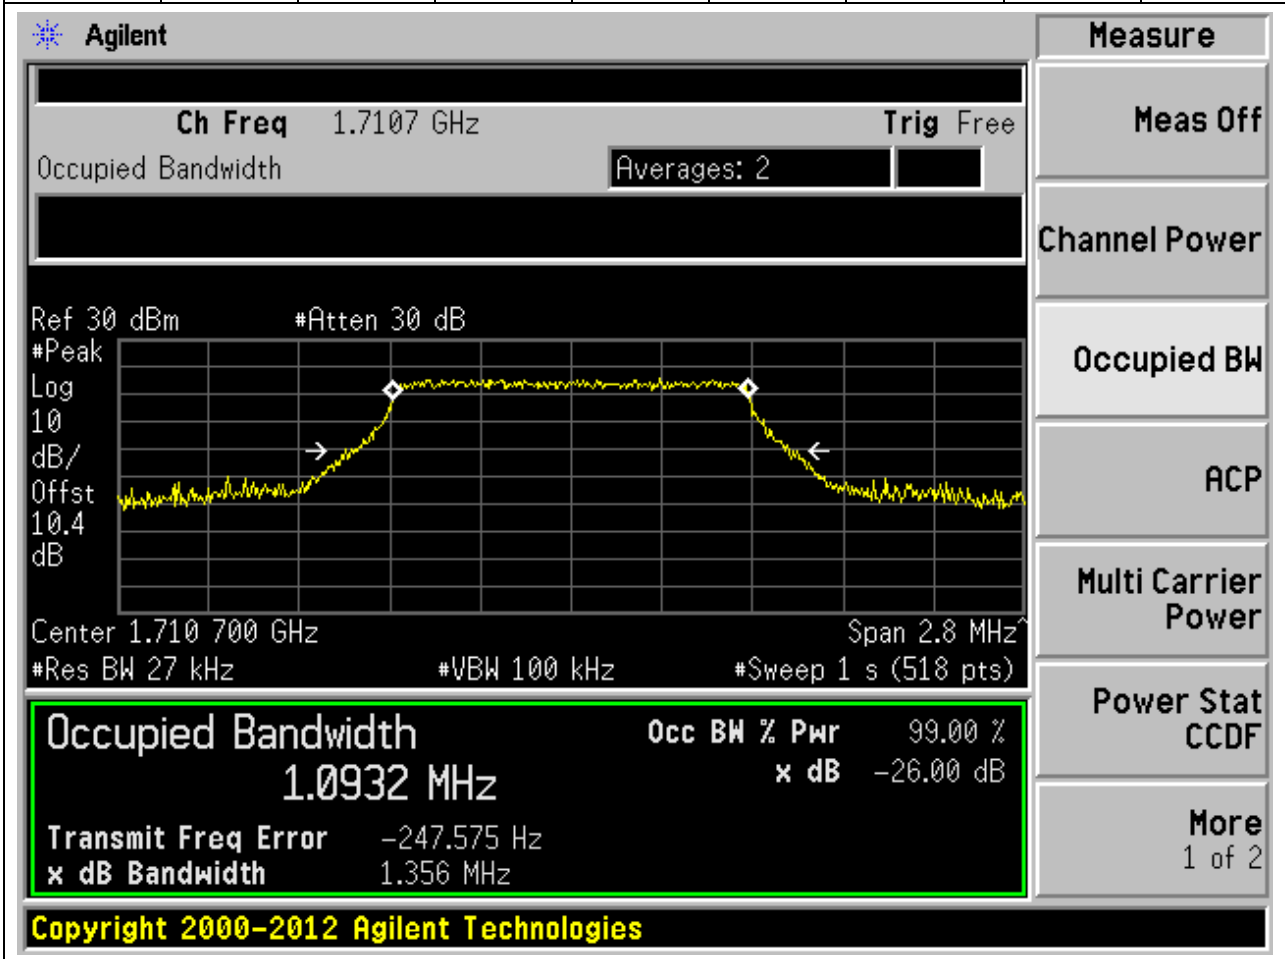 Agilent
Measure
Ch Freq 1.7107 GHz Trig Free
Meas Off
Occupied Bandwidth Averages: 2
Channel Power
Ref 30 dBm #Atten 30 dB
#Peak
Log
10
dB/
Offst
10.4
dB
Occupied BW
ACP
Center 1.710 700 GHz Span 2.8 MHz^
#Res BW 27 kHz #VBW 100 kHz #Sweep 1 s (518 pts)
Multi Carrier
Power
Occupied Bandwidth Occ BW % Pwr 99.00 %
1.0932 MHz x dB -26.00 dB
Transmit Freq Error -247.575 Hz
x dB Bandwidth 1.356 MHz
Power Stat
CCDF
More
1 of 2
Copyright 2000-2012 Agilent Technologies